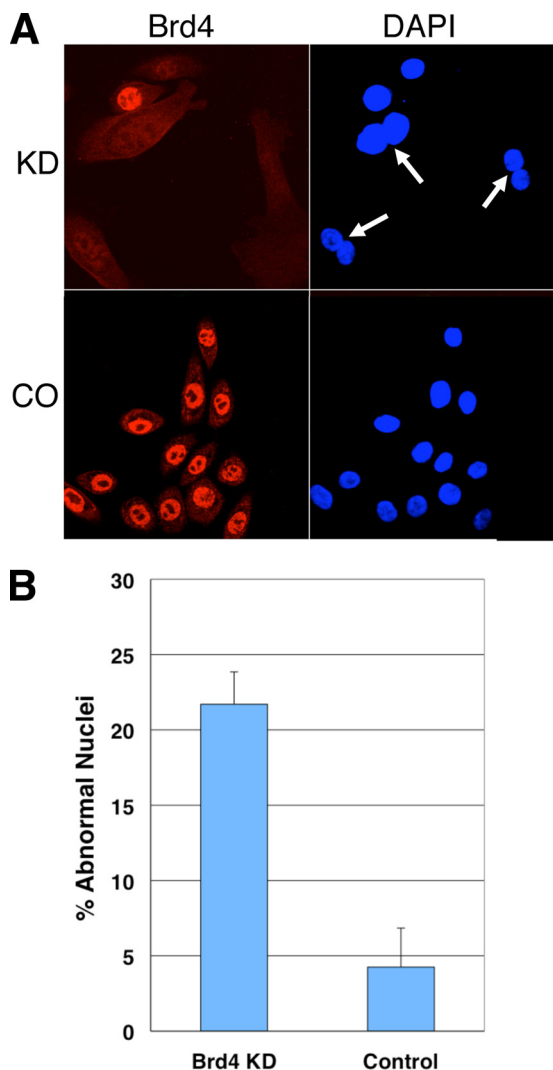 A
Brd4 DAPI
KD
CO
B
30
25
20
15
10
5
0
% Abnormal Nuclei
Brd4 KD Control